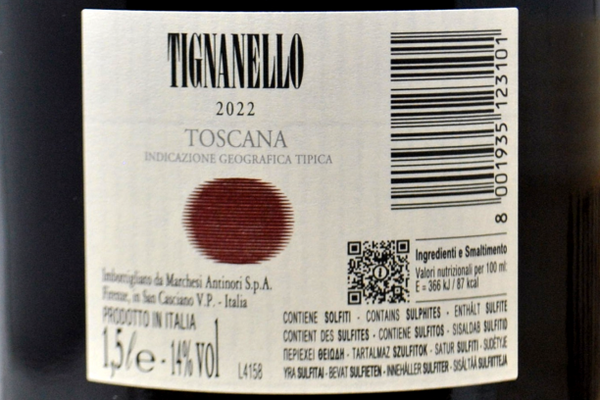 TIGNANELLO
2022
TOSCANA
INDICAZIONE GEOGRAFICA TIPICA
8 001935 123101
Imbottigliato da Marchesi Antinori S.p.A.
Firenze, in San Casciano V.P. - Italia
PRODOTTO IN ITALIA
1,5 l e - 14% vol
L4158
Ingredienti e Smaltimento
Valori nutrizionali per 100 ml:
E = 366 kJ / 87 kcal
CONTIENE SOLFITI - CONTAINS SULPHITES - ENTHÄLT SULFITE
CONTIENT DES SULFITES - CONTIENE SULFITOS - SISALDAB SULFITID
ΠΕΡΙΕΧΕΙ ΘΕΙΩΔΗ - TARTALMAZ SZULFITOK - SATUR SULFITI -
YRA SULFITAI - BEVAT SULFIETEN - INNEHÅLLER SULFITER - SISÄLTÄÄ SULFIITTEJA